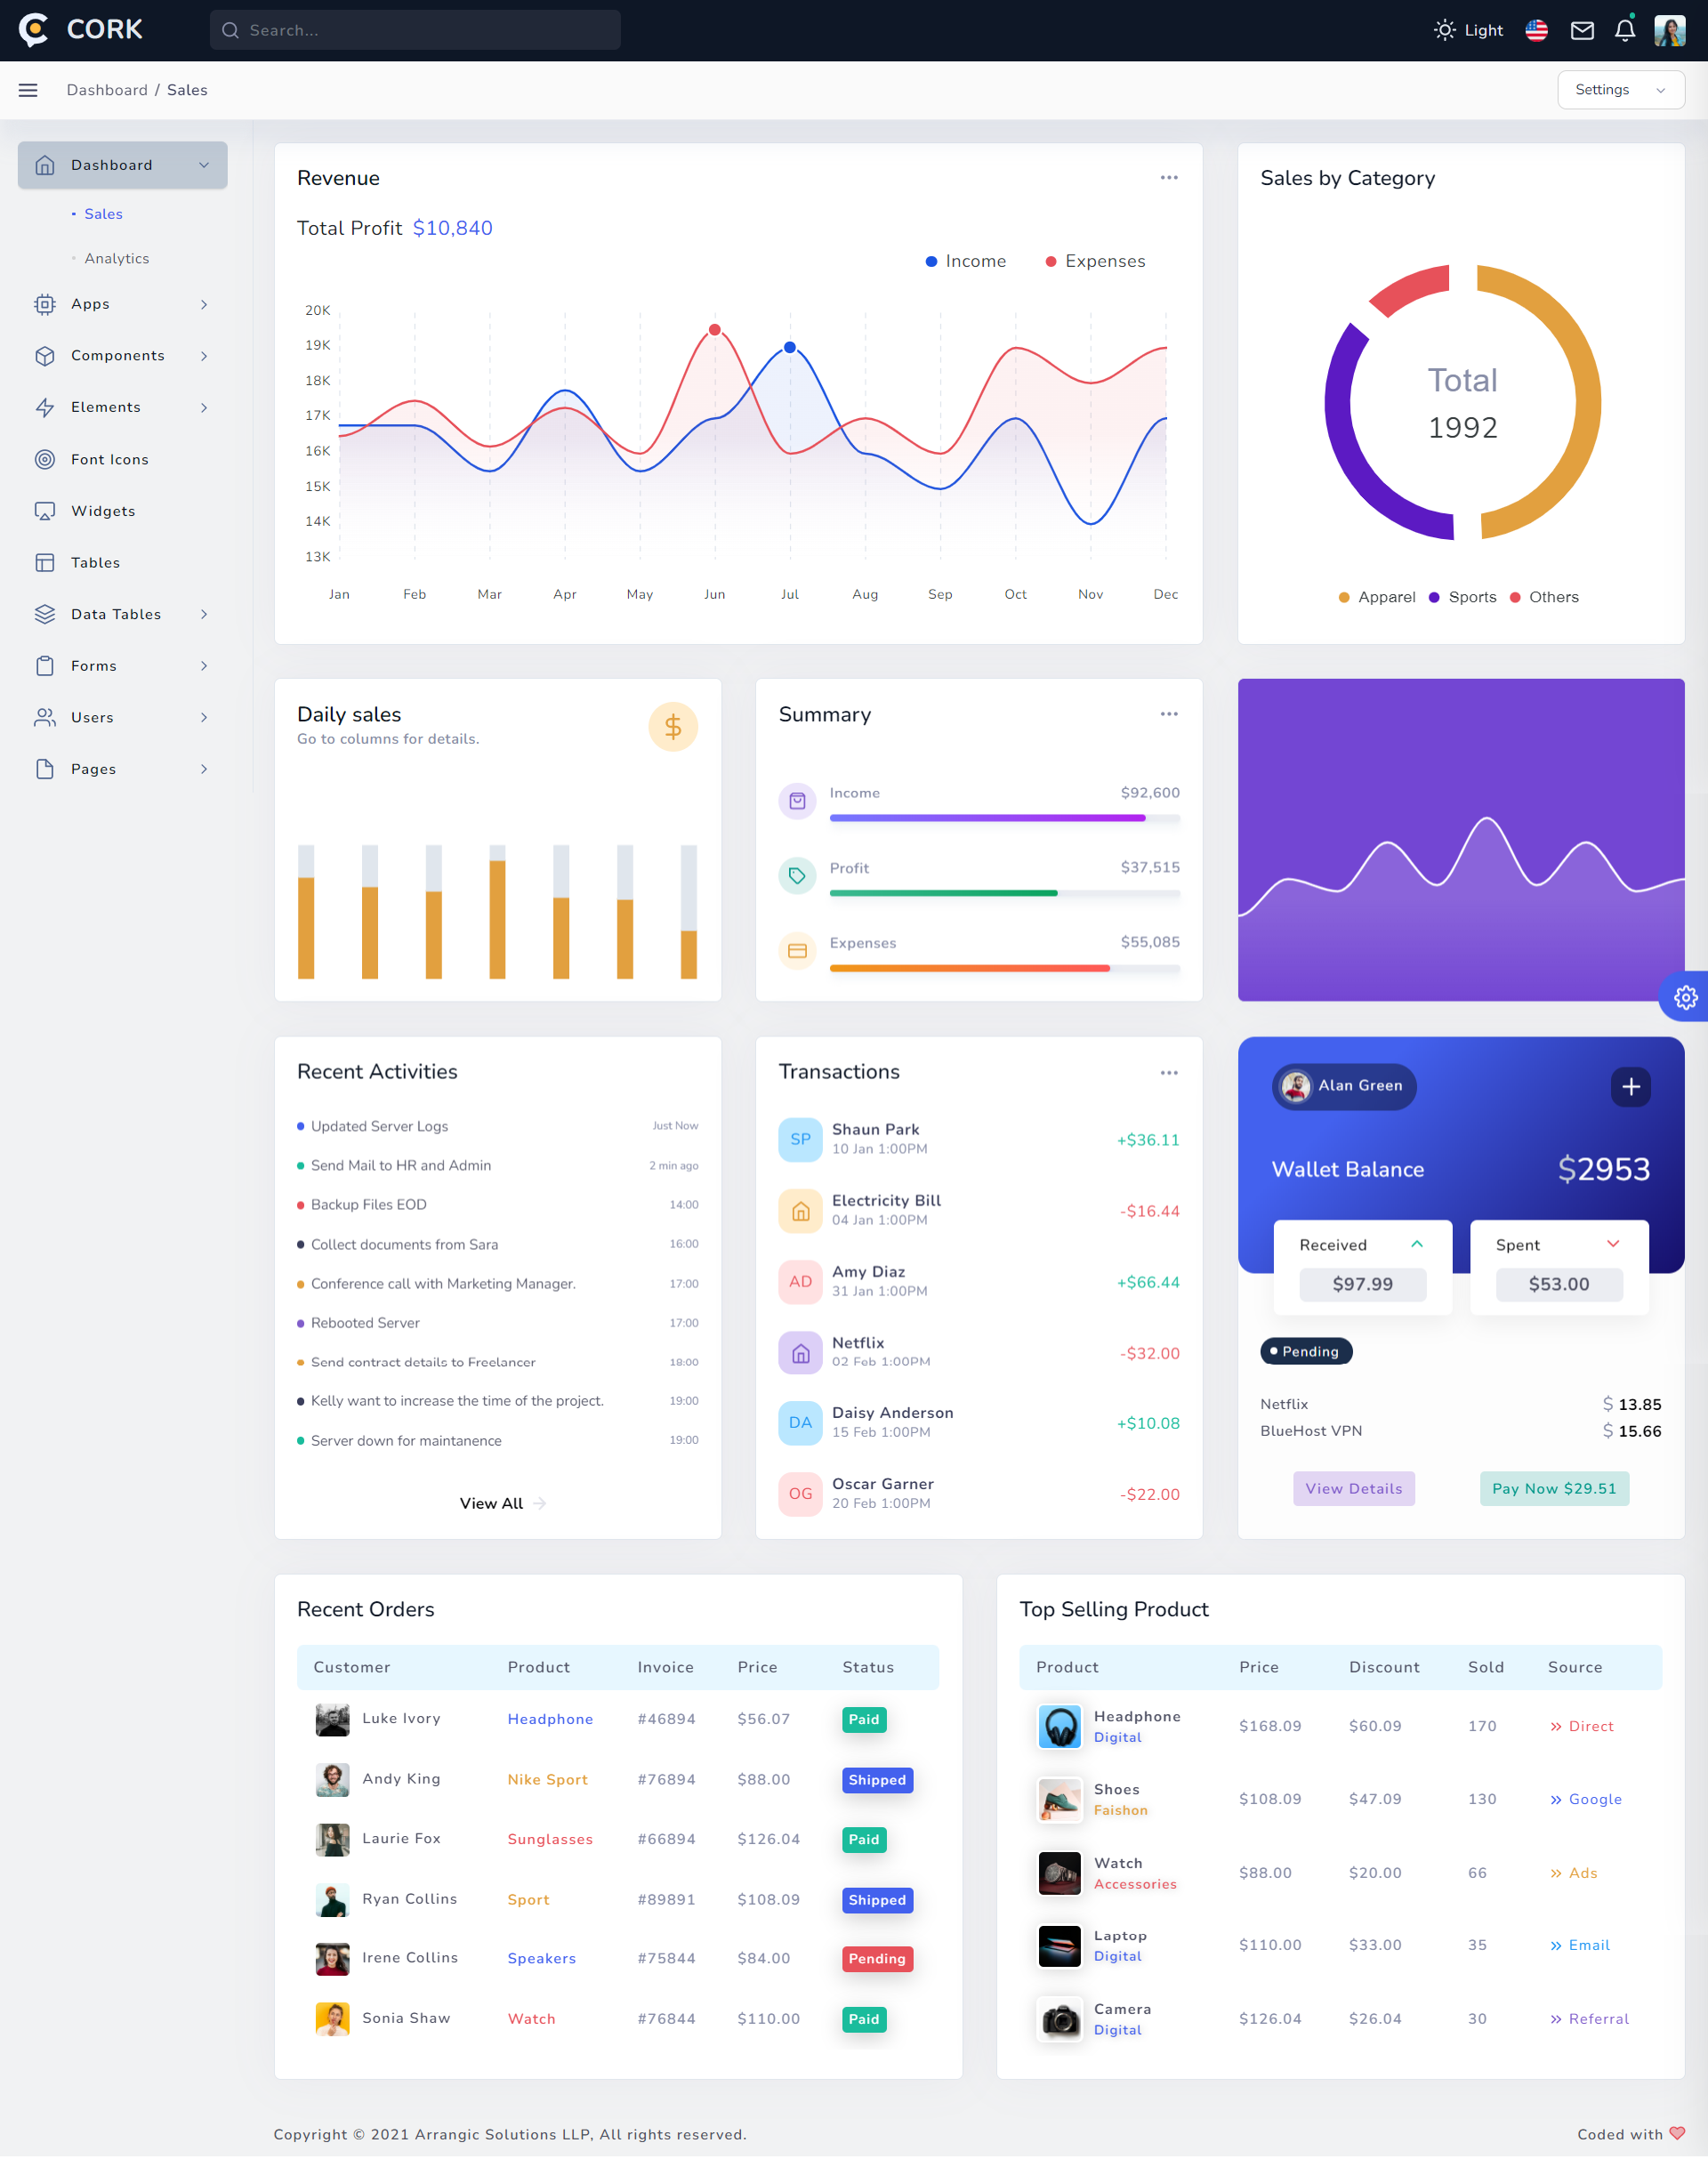 CORK
Search...
Light
Dashboard / Sales
Settings
Dashboard
Sales
Analytics
Apps
Components
Elements
Font Icons
Widgets
Tables
Data Tables
Forms
Users
Pages
Revenue
Total Profit $10,840
Income Expenses
20K
19K
18K
17K
16K
15K
14K
13K
Jan Feb Mar Apr May Jun Jul Aug Sep Oct Nov Dec
Sales by Category
Total
1992
Apparel Sports Others
Daily sales
Go to columns for details.
$
Summary
Income $92,600
Profit $37,515
Expenses $55,085
Recent Activities
Updated Server Logs Just Now
Send Mail to HR and Admin 2 min ago
Backup Files EOD 14:00
Collect documents from Sara 16:00
Conference call with Marketing Manager. 17:00
Rebooted Server 17:00
Send contract details to Freelancer 18:00
Kelly want to increase the time of the project. 19:00
Server down for maintanence 19:00
View All
Transactions
SP Shaun Park +$36.11
10 Jan 1:00PM
Electricity Bill -$16.44
04 Jan 1:00PM
AD Amy Diaz +$66.44
31 Jan 1:00PM
Netflix -$32.00
02 Feb 1:00PM
DA Daisy Anderson +$10.08
15 Feb 1:00PM
OG Oscar Garner -$22.00
20 Feb 1:00PM
Alan Green
Wallet Balance $2953
Received Spent
$97.99 $53.00
Pending
Netflix $ 13.85
BlueHost VPN $ 15.66
View Details Pay Now $29.51
Recent Orders
Customer Product Invoice Price Status
Luke Ivory Headphone #46894 $56.07 Paid
Andy King Nike Sport #76894 $88.00 Shipped
Laurie Fox Sunglasses #66894 $126.04 Paid
Ryan Collins Sport #89891 $108.09 Shipped
Irene Collins Speakers #75844 $84.00 Pending
Sonia Shaw Watch #76844 $110.00 Paid
Top Selling Product
Product Price Discount Sold Source
Headphone
Digital $168.09 $60.09 170 Direct
Shoes
Faishon $108.09 $47.09 130 Google
Watch
Accessories $88.00 $20.00 66 Ads
Laptop
Digital $110.00 $33.00 35 Email
Camera
Digital $126.04 $26.04 30 Referral
Copyright © 2021 Arrangic Solutions LLP, All rights reserved.
Coded with